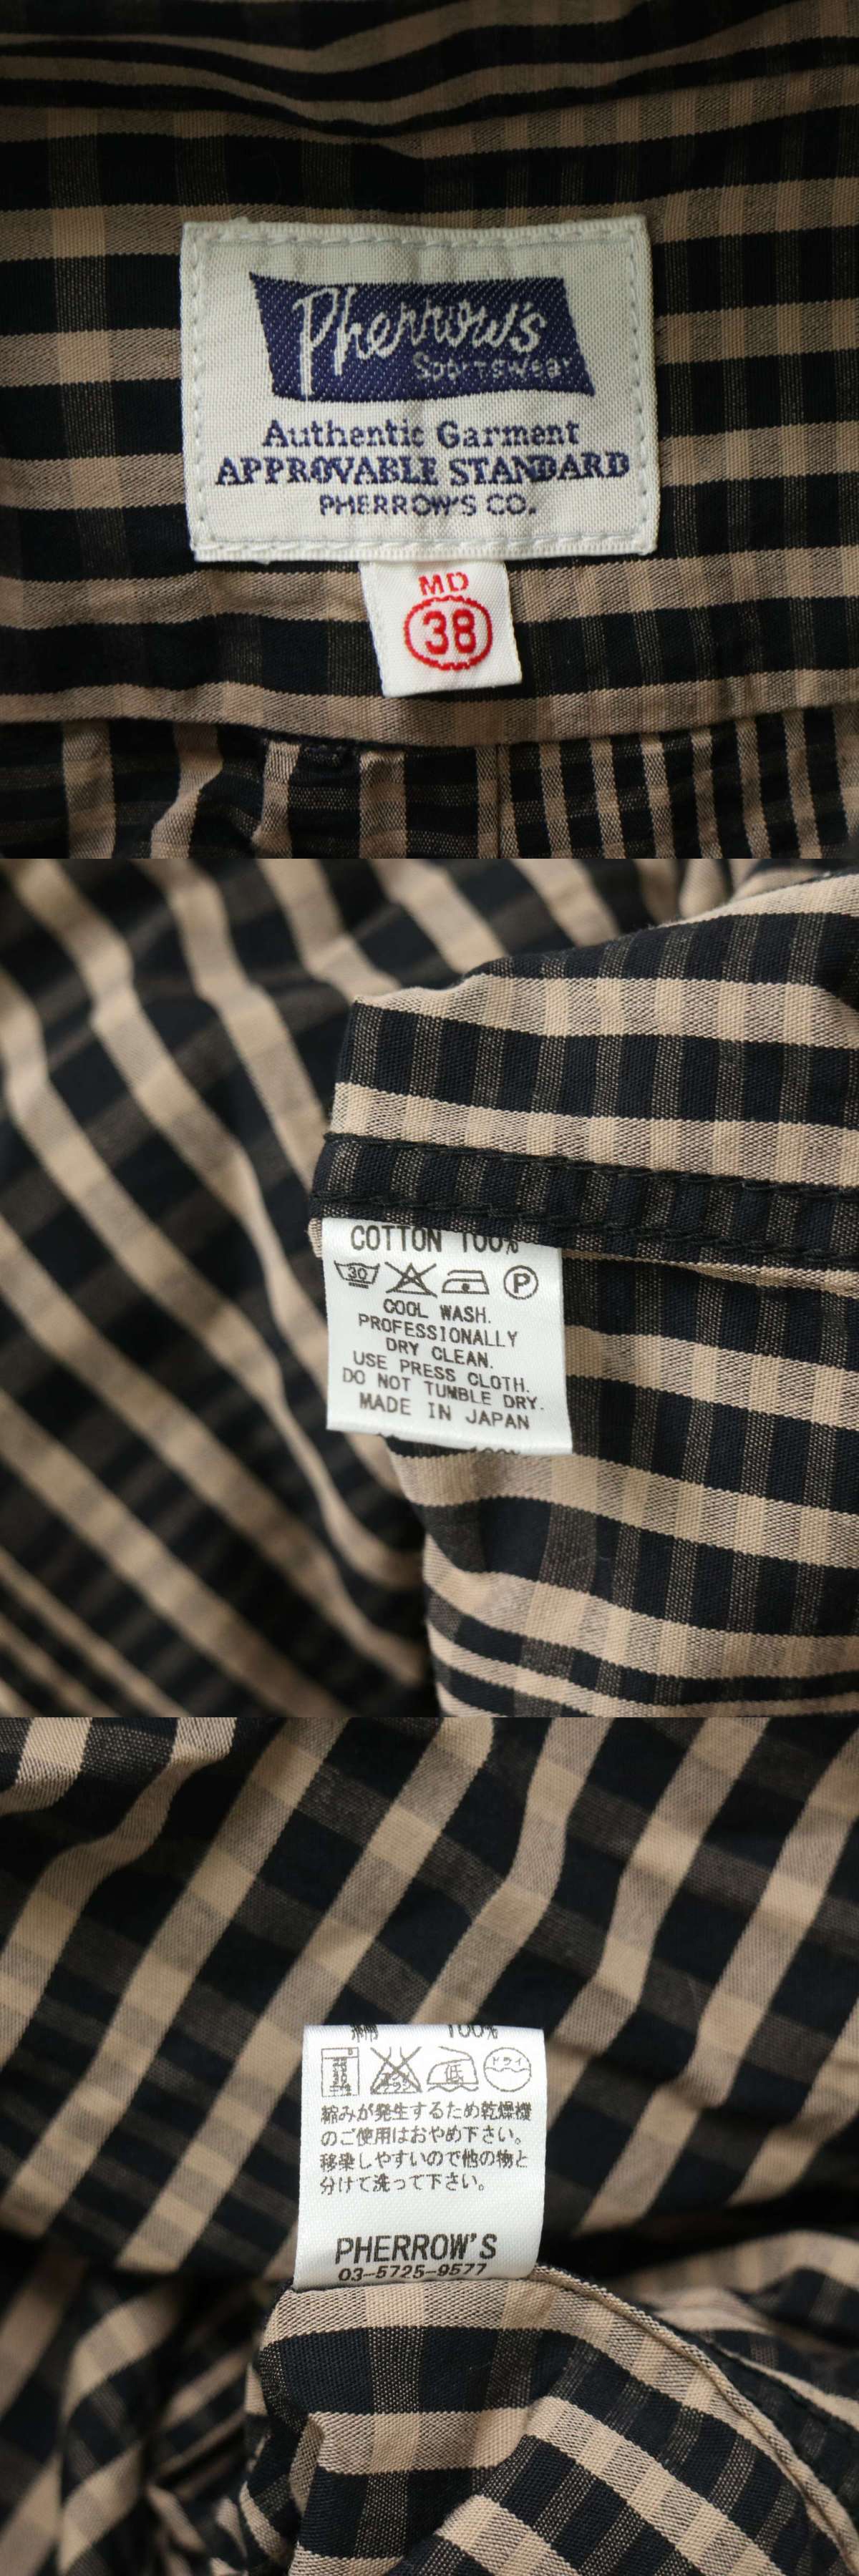 Pherrow's
Sportswear
Authentic Garment
APPROVABLE STANDARD
PHERROW'S CO.
MD
38
COTTON 100%
30 P
COOL WASH.
PROFESSIONALLY
DRY CLEAN.
USE PRESS CLOTH.
DO NOT TUMBLE DRY.
MADE IN JAPAN
100%
綿 100%
低 ドライ
縮みが発生するため乾燥機
のご使用はおやめ下さい。
移染しやすいので他の物と
分けて洗って下さい。
PHERROW'S
03-5725-9577